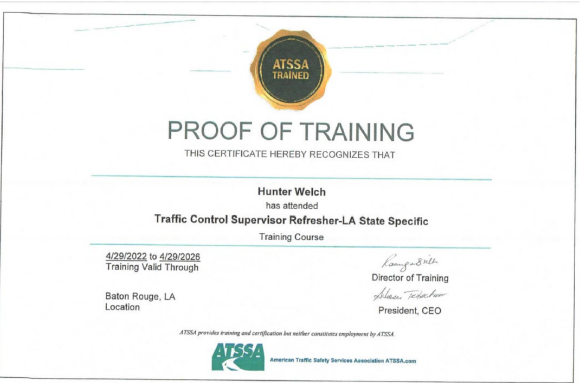 ATSSA
TRAINED
PROOF OF TRAINING
THIS CERTIFICATE HEREBY RECOGNIZES THAT
Hunter Welch
has attended
Traffic Control Supervisor Refresher-LA State Specific
Training Course
4/29/2022 to 4/29/2026
Training Valid Through
Director of Training
Baton Rouge, LA
Location
President, CEO
ATSSA provides training and certification but neither constitutes employment by ATSSA
ATSSA
American Traffic Safety Services Association ATSSA.com